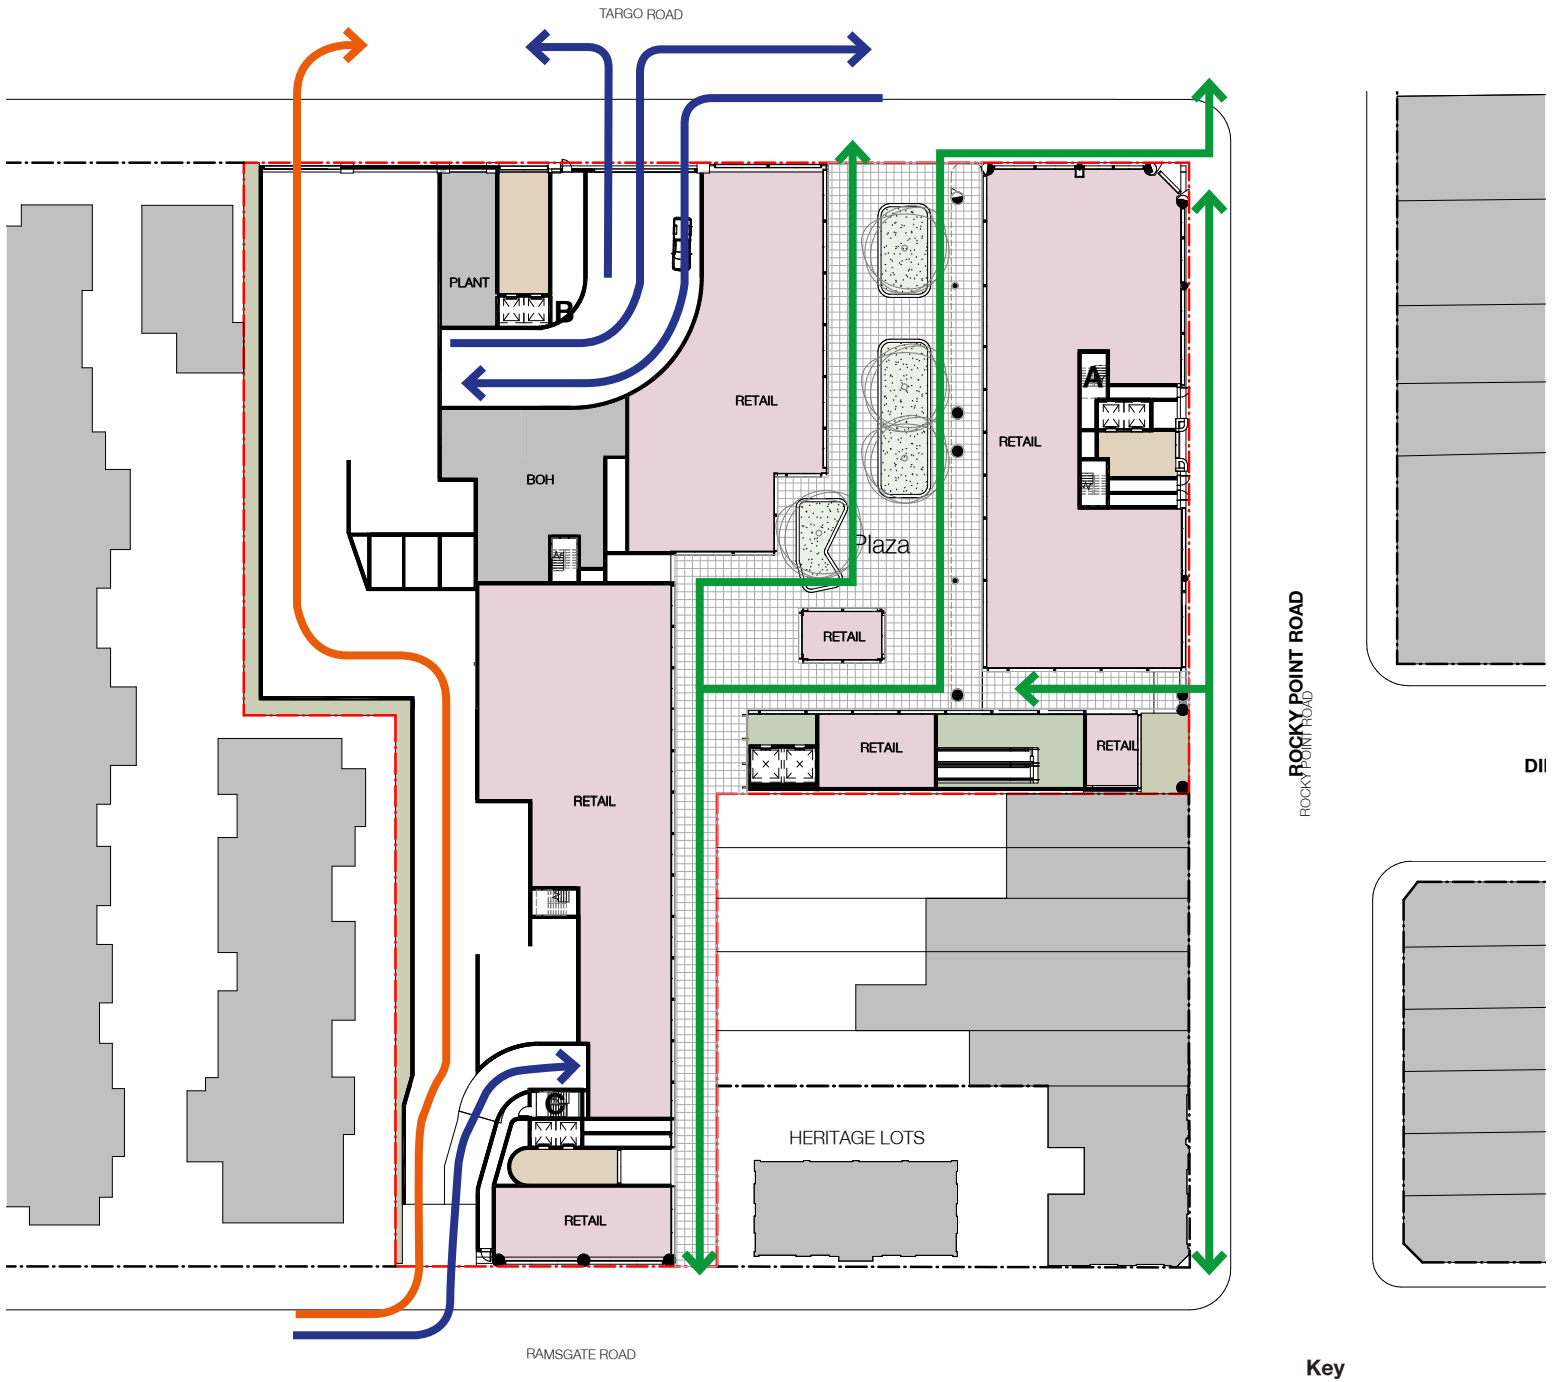 TARGO ROAD
PLANT
B
A
RETAIL
RETAIL
BOH
Plaza
RETAIL
ROCKY POINT ROAD
ROCKY POINT ROAD
RETAIL
RETAIL
DI
RETAIL
C
HERITAGE LOTS
RETAIL
RAMSGATE ROAD
Key